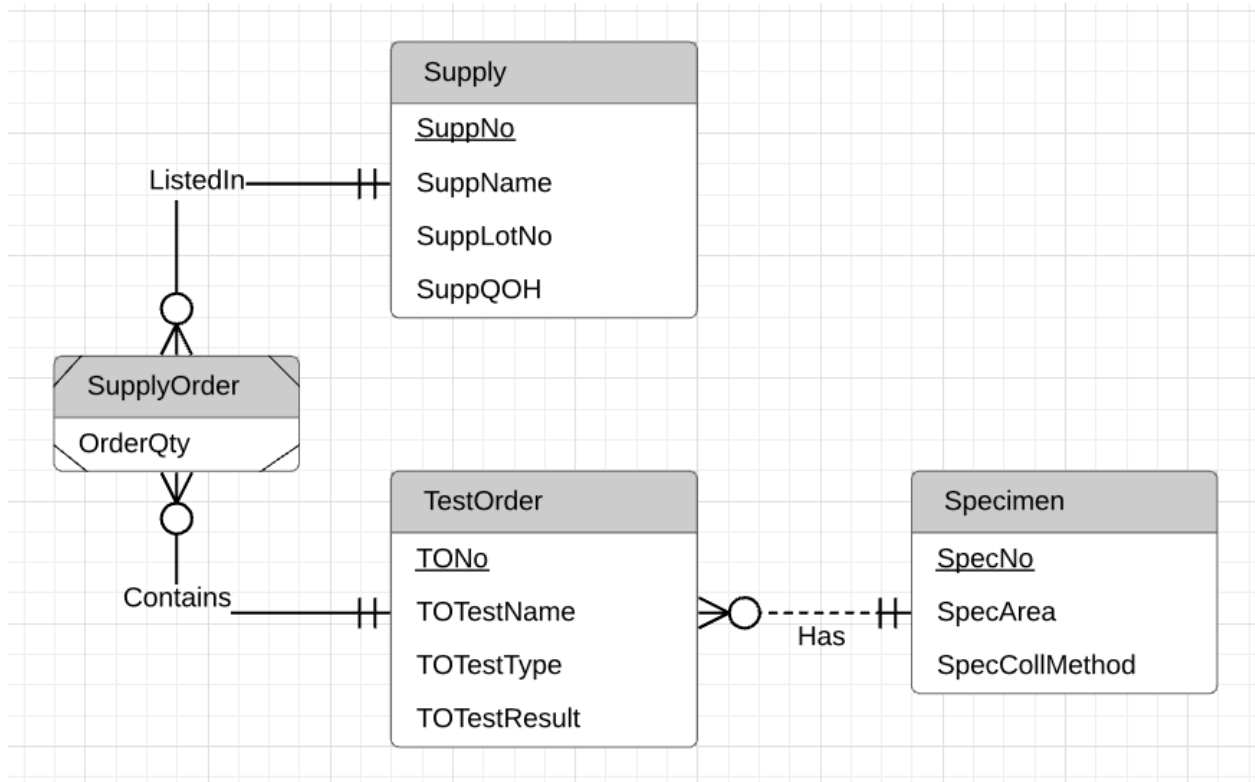 Supply
SuppNo
SuppName
SuppLotNo
SuppQOH
ListedIn
SupplyOrder
OrderQty
Contains
TestOrder
TONo
TOTestName
TOTestType
TOTestResult
Has
Specimen
SpecNo
SpecArea
SpecCollMethod